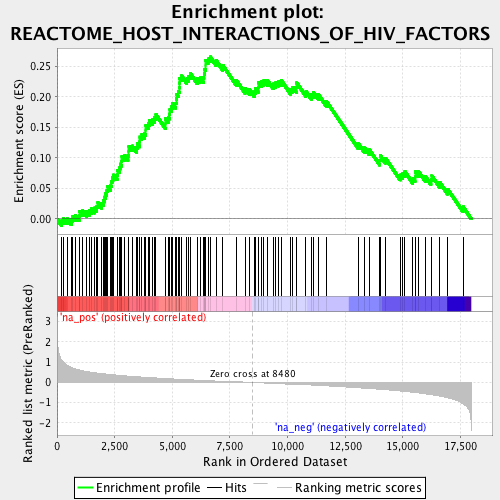 Enrichment plot:
REACTOME_HOST_INTERACTIONS_OF_HIV_FACTORS
Enrichment score (ES)
0.25
0.20
0.15
0.10
0.05
0.00
'na_pos' (positively correlated)
Ranked list metric (PreRanked)
3
2
1
0
-1
-2
Zero cross at 8480
'na_neg' (negatively correlated)
0
2,500
5,000
7,500
10,000
12,500
15,000
17,500
Rank in Ordered Dataset
Enrichment profile
Hits
Ranking metric scores